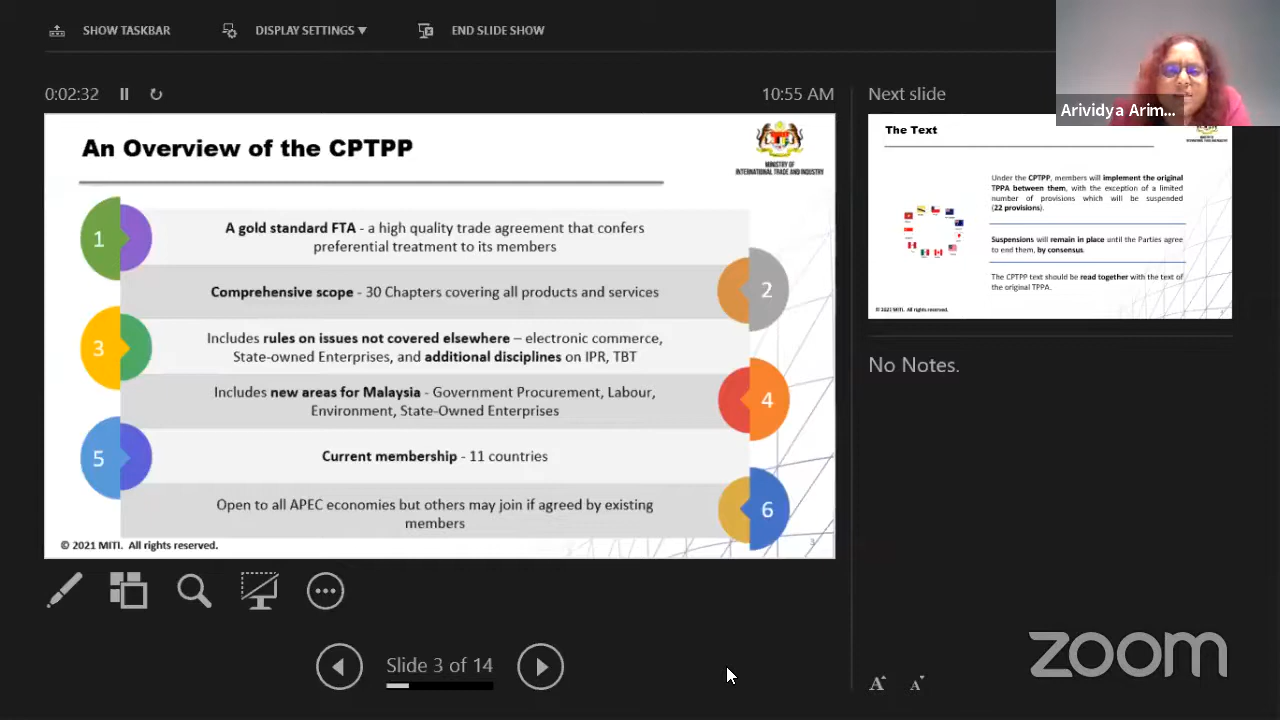 SHOW TASKBAR
DISPLAY SETTINGS ▼
END SLIDE SHOW
0:02:32
10:55 AM
Next slide
Arividya Arim...
An Overview of the CPTPP
MINISTRY OF
INTERNATIONAL TRADE AND INDUSTRY
1
A gold standard FTA - a high quality trade agreement that confers
preferential treatment to its members
Comprehensive scope - 30 Chapters covering all products and services
2
3
Includes rules on issues not covered elsewhere – electronic commerce,
State-owned Enterprises, and additional disciplines on IPR, TBT
Includes new areas for Malaysia - Government Procurement, Labour,
Environment, State-Owned Enterprises
4
5
Current membership - 11 countries
Open to all APEC economies but others may join if agreed by existing
members
6
© 2021 MITI. All rights reserved.
3
The Text
Under the CPTPP, members will implement the original
TPPA between them, with the exception of a limited
number of provisions which will be suspended
(22 provisions).
Suspensions will remain in place until the Parties agree
to end them, by consensus.
The CPTPP text should be read together with the text of
the original TPPA.
© 2021 MITI. All rights reserved.
No Notes.
Slide 3 of 14
A A
zoom